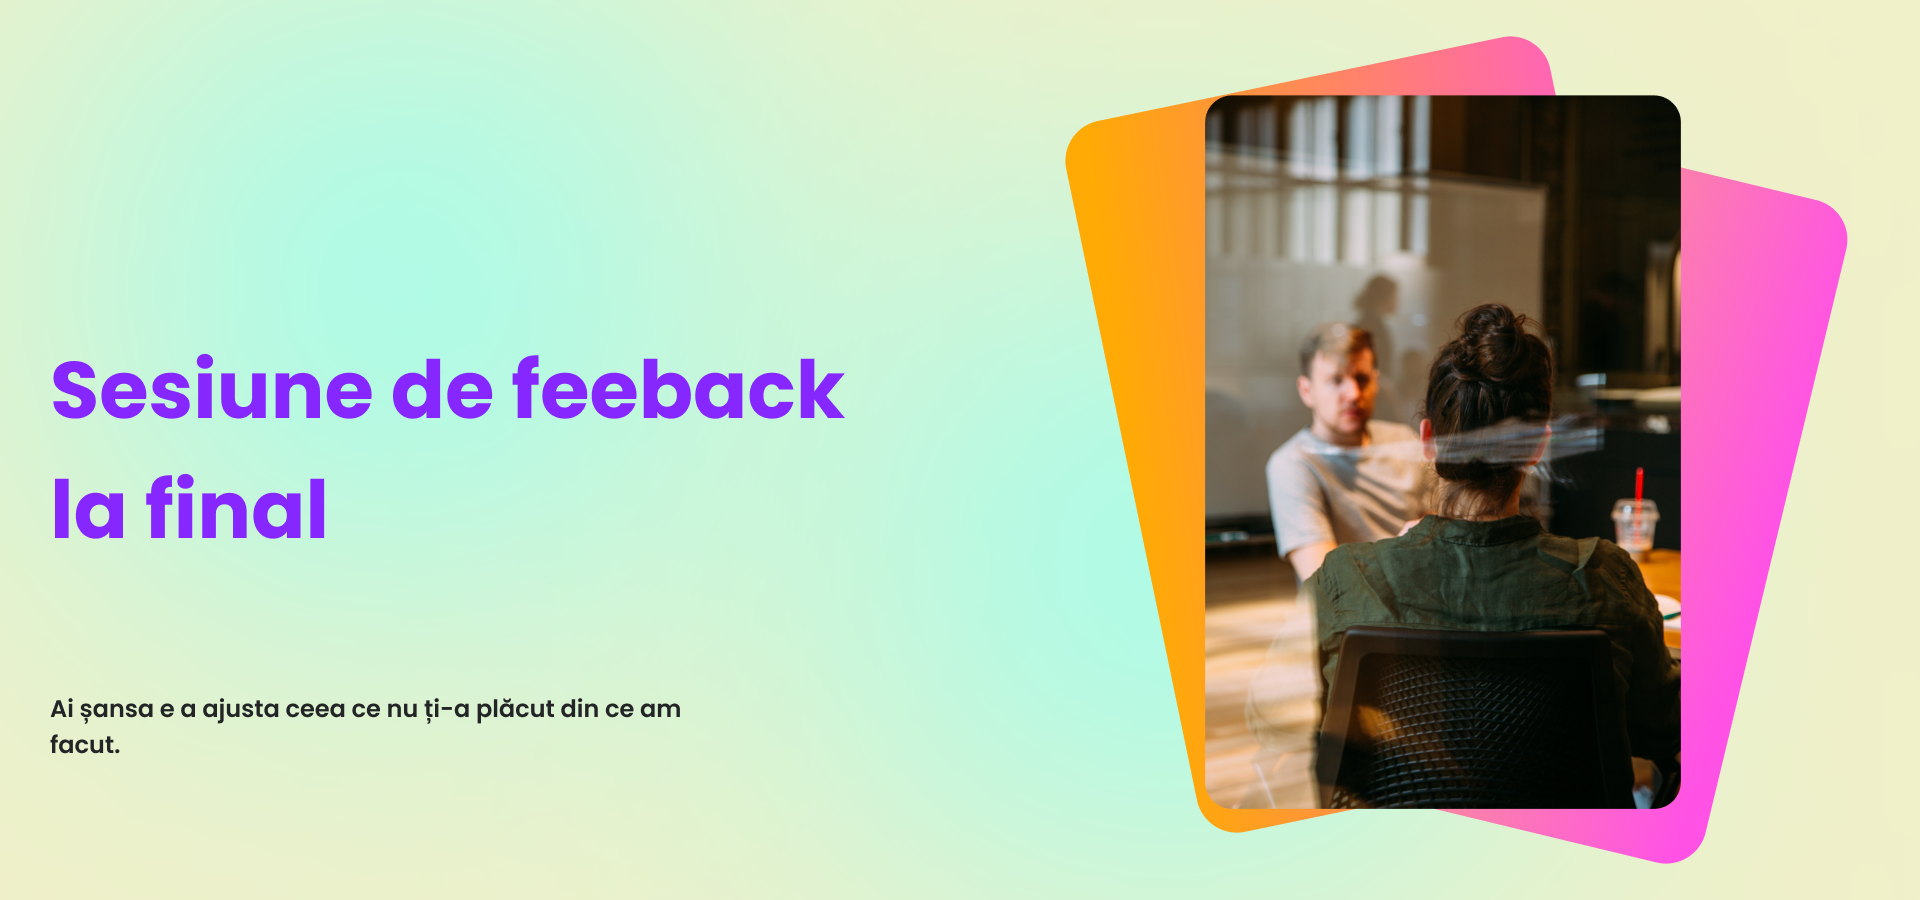 Sesiune de feeback
la final
Ai șansa e a ajusta ceea ce nu ți-a plăcut din ce am
facut.